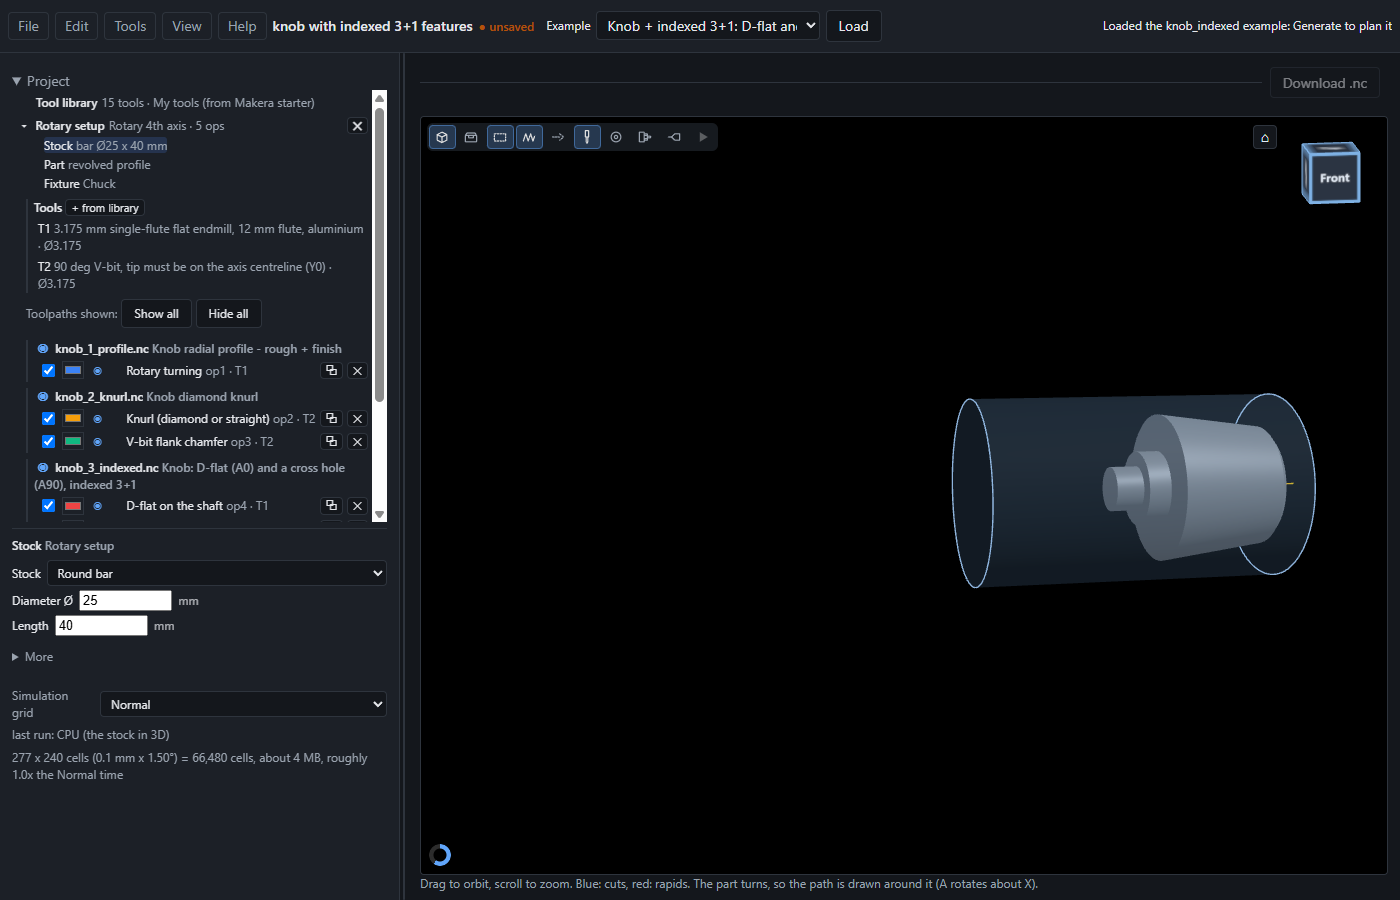 File Edit Tools View Help knob with indexed 3+1 features • unsaved Example Knob + indexed 3+1: D-flat an Load Loaded the knob_indexed example: Generate to plan it
Download .nc
Project
Tool library 15 tools · My tools (from Makera starter)
Rotary setup Rotary 4th axis · 5 ops
Stock bar Ø25 x 40 mm
Part revolved profile
Fixture Chuck
Tools + from library
T1 3.175 mm single-flute flat endmill, 12 mm flute, aluminium
· Ø3.175
T2 90 deg V-bit, tip must be on the axis centreline (Y0) ·
Ø3.175
Toolpaths shown: Show all Hide all
knob_1_profile.nc Knob radial profile - rough + finish
Rotary turning op1 · T1
knob_2_knurl.nc Knob diamond knurl
Knurl (diamond or straight) op2 · T2
V-bit flank chamfer op3 · T2
knob_3_indexed.nc Knob: D-flat (A0) and a cross hole
(A90), indexed 3+1
D-flat on the shaft op4 · T1
Stock Rotary setup
Stock Round bar
Diameter Ø 25 mm
Length 40 mm
More
Simulation
grid
Normal
last run: CPU (the stock in 3D)
277 x 240 cells (0.1 mm x 1.50°) = 66,480 cells, about 4 MB, roughly
1.0x the Normal time
Front
Drag to orbit, scroll to zoom. Blue: cuts, red: rapids. The part turns, so the path is drawn around it (A rotates about X).